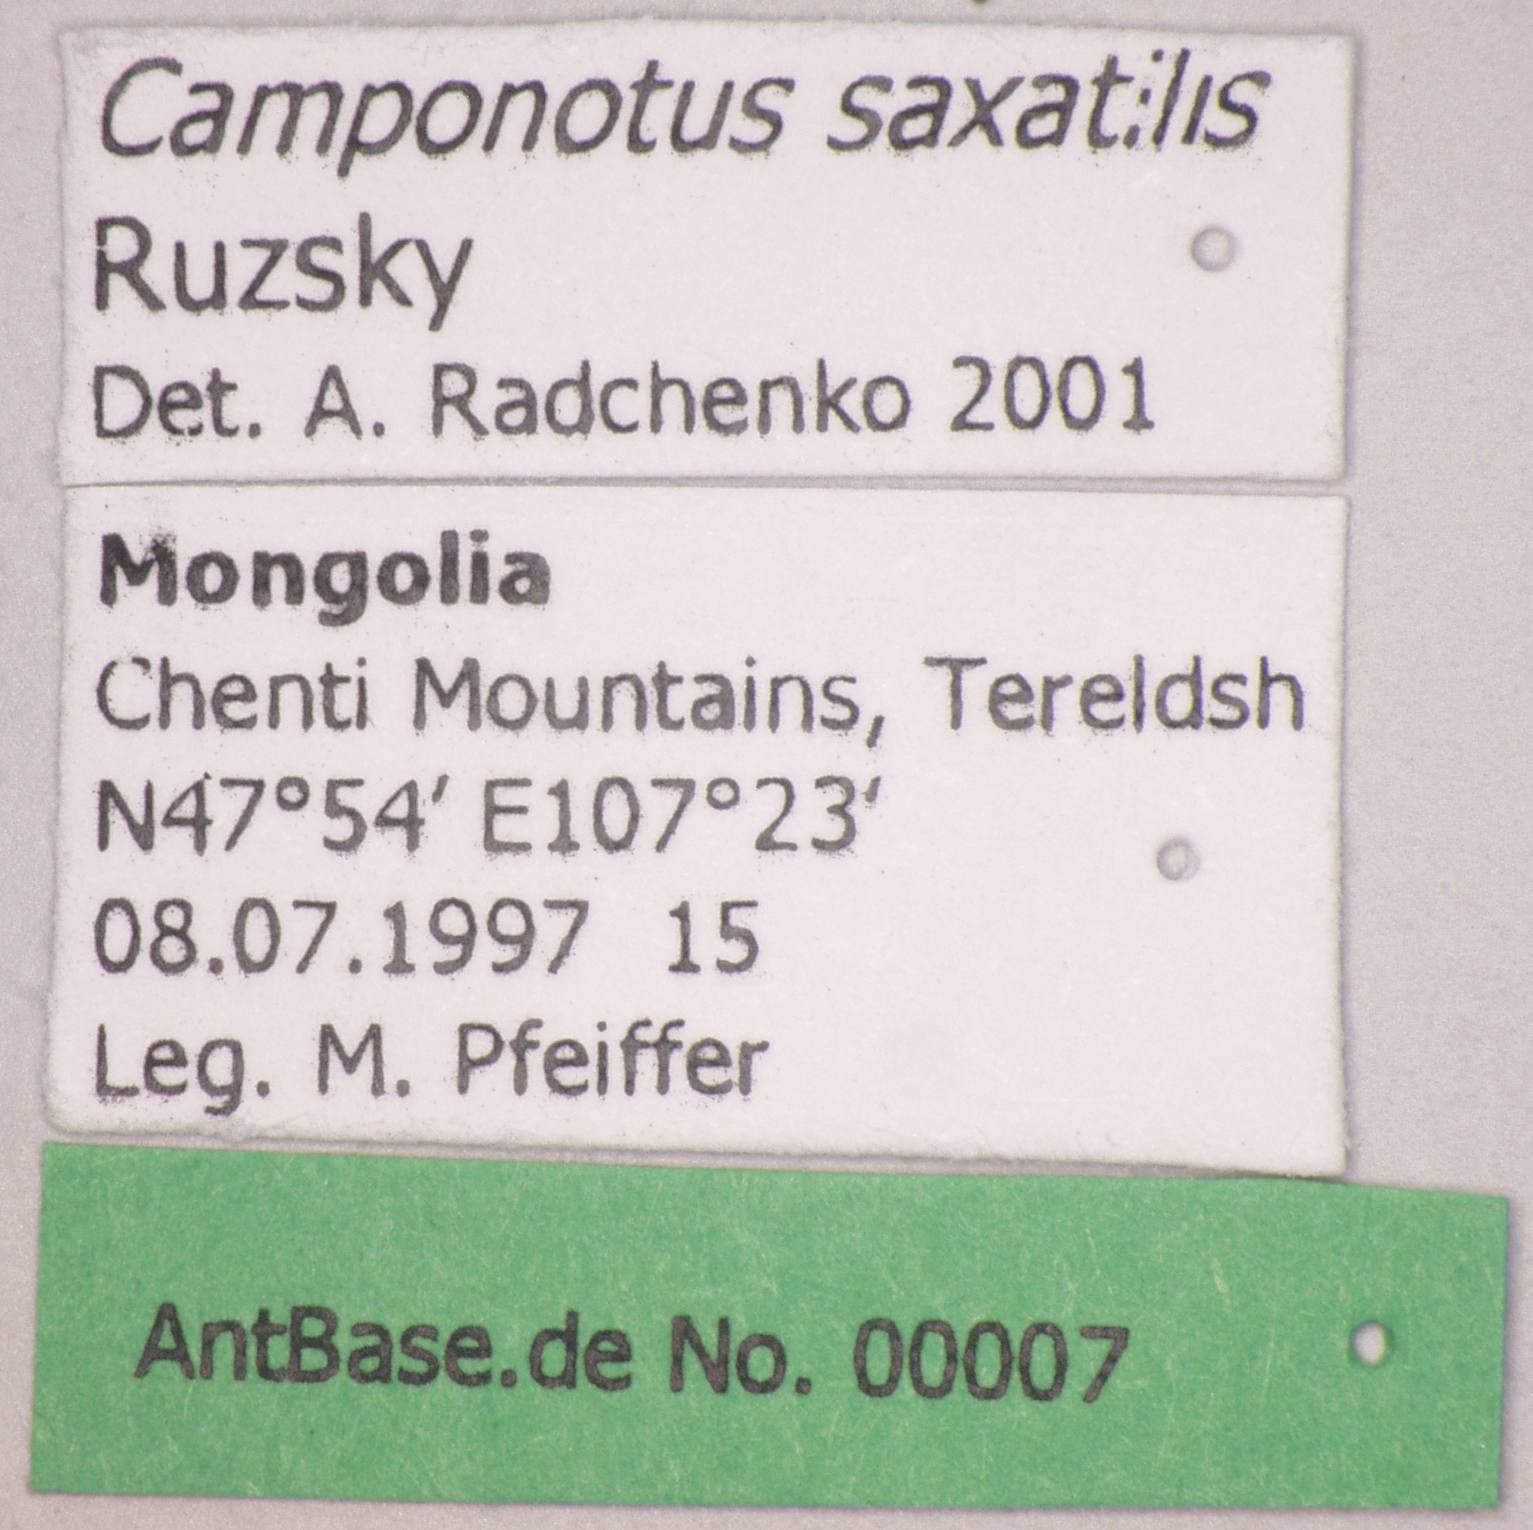 Camponotus saxatilis
Ruzsky
Det. A. Radchenko 2001
Mongolia
Chenti Mountains, Tereldsh
N47°54′ E107°23‘
08.07.1997 15
Leg. M. Pfeiffer
AntBase.de No. 00007